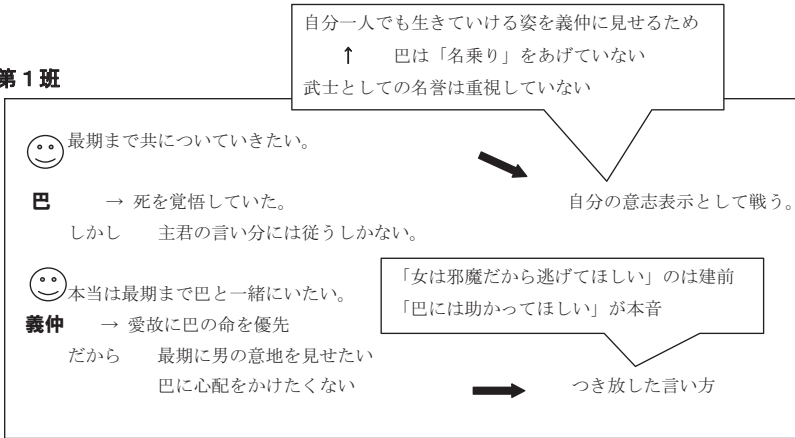 自分一人でも生きていける姿を義仲に見せるため
↑ 巴は「名乗り」をあげていない
武士としての名誉は重視していない
第1班
最期まで共についていきたい。
巴 → 死を覚悟していた。 自分の意志表示として戦う。
しかし 主君の言い分には従うしかない。
「女は邪魔だから逃げてほしい」のは建前
本当は最期まで巴と一緒にいたい。
「巴には助かってほしい」が本音
義仲 → 愛故に巴の命を優先
だから 最期に男の意地を見せたい
巴に心配をかけたくない つき放した言い方